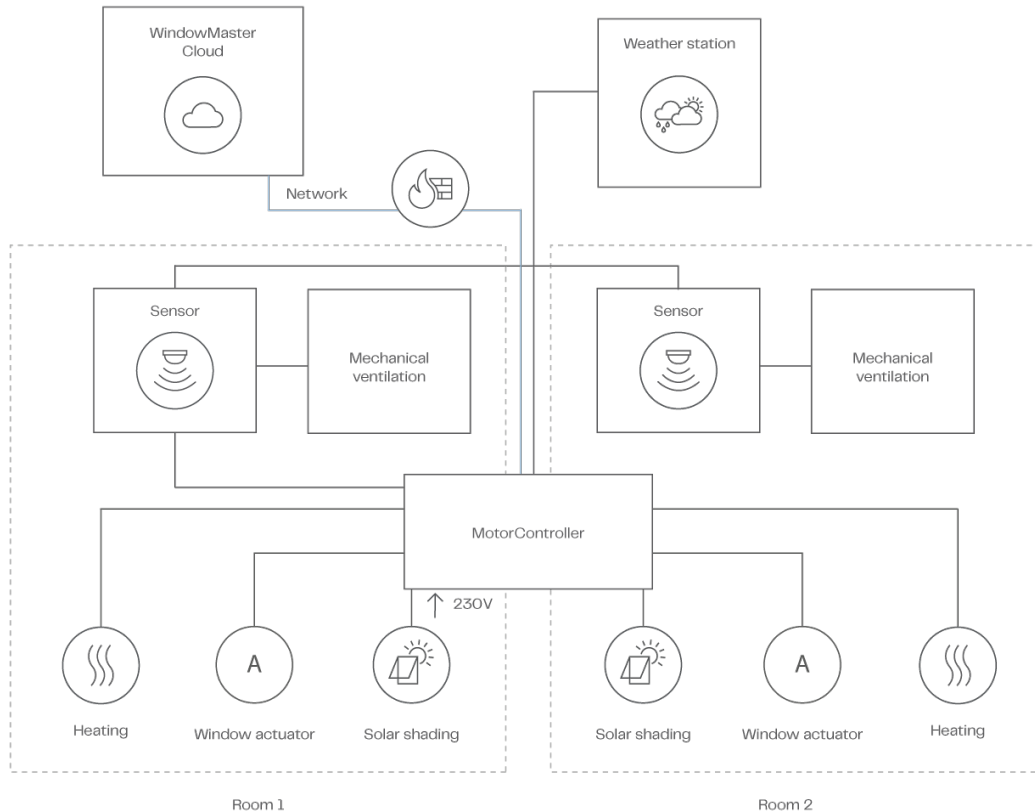 WindowMaster
Cloud
Weather station
Network
Sensor
Mechanical
ventilation
Sensor
Mechanical
ventilation
MotorController
230V
A
A
Heating
Window actuator
Solar shading
Solar shading
Window actuator
Heating
Room 1
Room 2